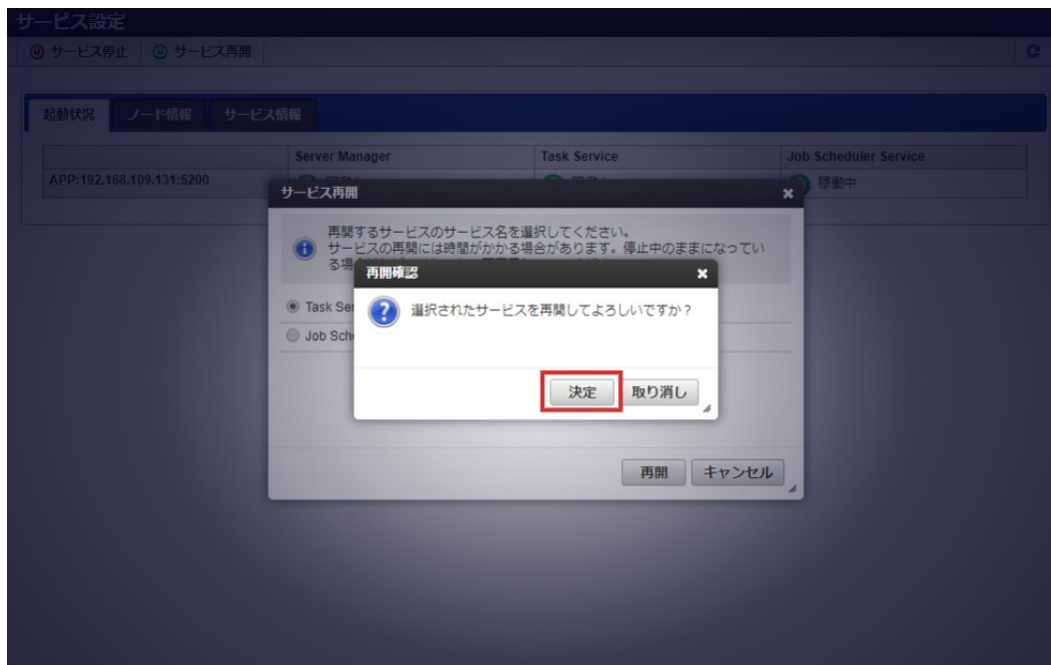 サービス設定
サービス停止 サービス再開
起動状況 ノード情報 サービス情報
Server Manager Task Service Job Scheduler Service
APP:192.168.109.131:5200 稼働中
サービス再開
再開するサービスのサービス名を選択してください。
サービスの再開には時間がかかる場合があります。停止中のままになってい
る場
再開確認
選択されたサービスを再開してよろしいですか？
Task Ser
Job Sch
決定 取り消し
再開 キャンセル